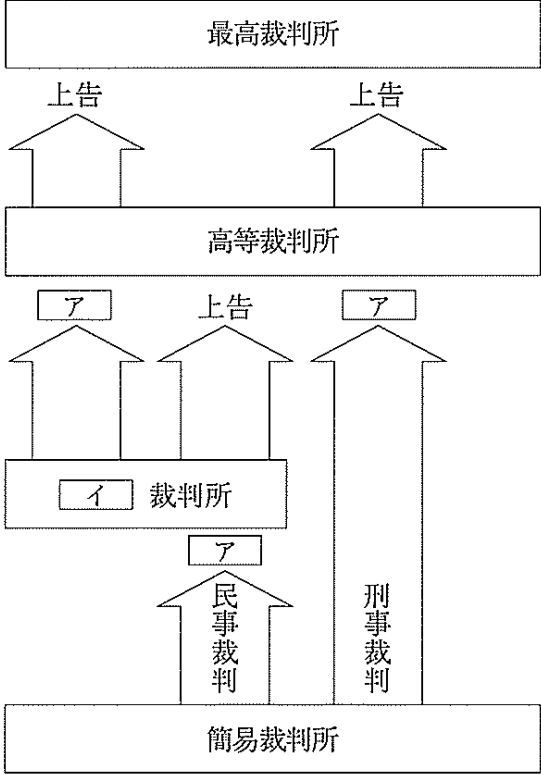 最高裁判所
上告 上告
高等裁判所
ア 上告 ア
イ 裁判所
ア
民事裁判
刑事裁判
簡易裁判所